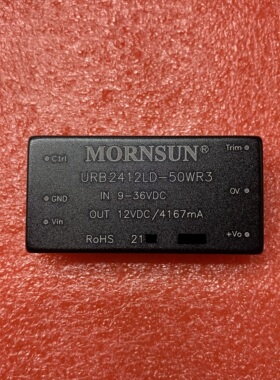 Trim
MORNSUN®
Ctrl
URB2412LD-50WR3
IN 9-36VDC
0V
GND
OUT 12VDC/4167mA
Vin
+Vo
RoHS 21